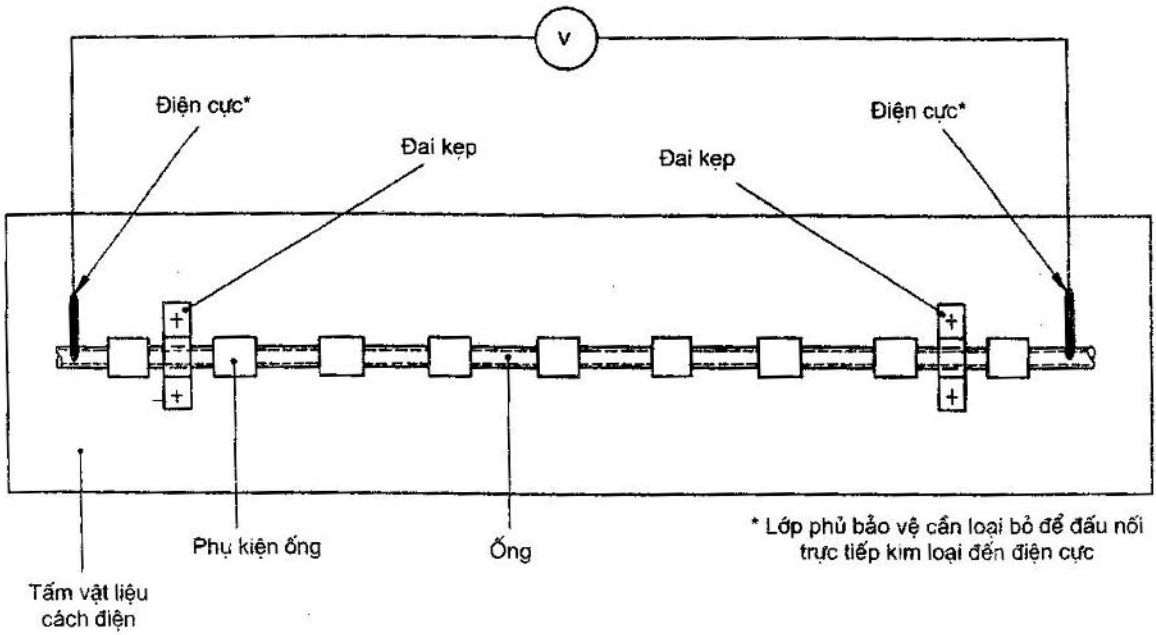 V
Điện cực*
Điện cực*
Đai kẹp
Đai kẹp
Phụ kiện ống
Ống
* Lớp phủ bảo vệ cần loại bỏ để đấu nối
trực tiếp kim loại đến điện cực
Tấm vật liệu
cách điện